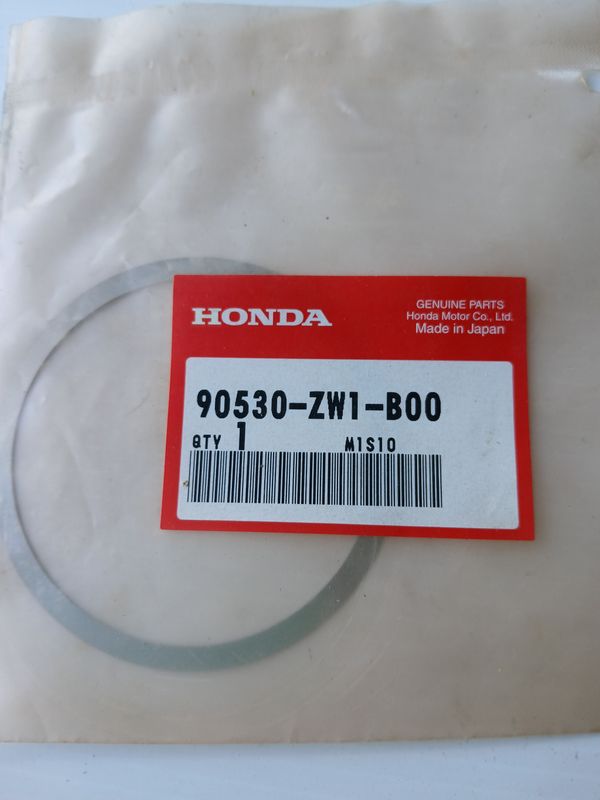 HONDA
GENUINE PARTS
Honda Motor Co., Ltd.
Made in Japan
90530-ZW1-B00
QTY 1 M1S10